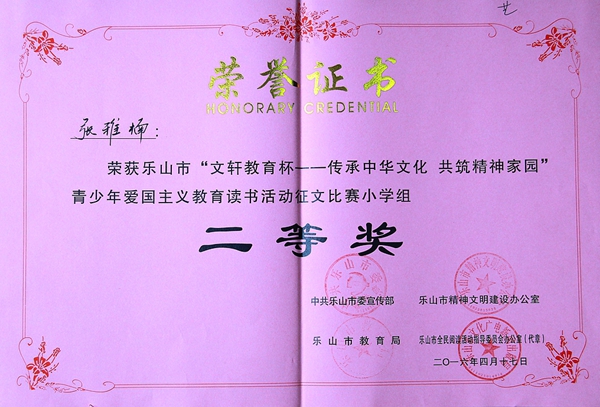 艺
荣誉证书
HONORARY CREDENTIAL
张雅楠：
荣获乐山市“文轩教育杯——传承中华文化 共筑精神家园”
青少年爱国主义教育读书活动征文比赛小学组
二等奖
中共乐山市委宣传部 乐山市精神文明建设办公室
乐山市教育局 乐山市全民阅读活动指导委员会办公室（代章）
二〇一六年四月十七日